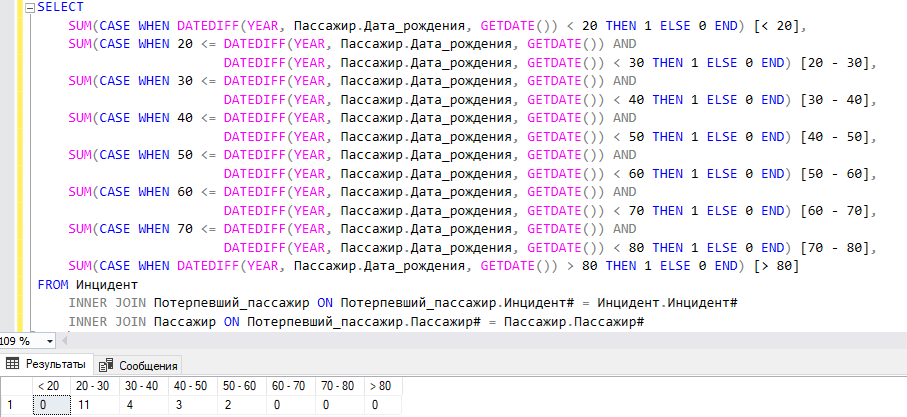 SELECT
SUM(CASE WHEN DATEDIFF(YEAR, Пассажир.Дата_рождения, GETDATE()) < 20 THEN 1 ELSE 0 END) [< 20],
SUM(CASE WHEN 20 <= DATEDIFF(YEAR, Пассажир.Дата_рождения, GETDATE()) AND
DATEDIFF(YEAR, Пассажир.Дата_рождения, GETDATE()) < 30 THEN 1 ELSE 0 END) [20 - 30],
SUM(CASE WHEN 30 <= DATEDIFF(YEAR, Пассажир.Дата_рождения, GETDATE()) AND
DATEDIFF(YEAR, Пассажир.Дата_рождения, GETDATE()) < 40 THEN 1 ELSE 0 END) [30 - 40],
SUM(CASE WHEN 40 <= DATEDIFF(YEAR, Пассажир.Дата_рождения, GETDATE()) AND
DATEDIFF(YEAR, Пассажир.Дата_рождения, GETDATE()) < 50 THEN 1 ELSE 0 END) [40 - 50],
SUM(CASE WHEN 50 <= DATEDIFF(YEAR, Пассажир.Дата_рождения, GETDATE()) AND
DATEDIFF(YEAR, Пассажир.Дата_рождения, GETDATE()) < 60 THEN 1 ELSE 0 END) [50 - 60],
SUM(CASE WHEN 60 <= DATEDIFF(YEAR, Пассажир.Дата_рождения, GETDATE()) AND
DATEDIFF(YEAR, Пассажир.Дата_рождения, GETDATE()) < 70 THEN 1 ELSE 0 END) [60 - 70],
SUM(CASE WHEN 70 <= DATEDIFF(YEAR, Пассажир.Дата_рождения, GETDATE()) AND
DATEDIFF(YEAR, Пассажир.Дата_рождения, GETDATE()) < 80 THEN 1 ELSE 0 END) [70 - 80],
SUM(CASE WHEN DATEDIFF(YEAR, Пассажир.Дата_рождения, GETDATE()) > 80 THEN 1 ELSE 0 END) [> 80]
FROM Инцидент
INNER JOIN Потерпевший_пассажир ON Потерпевший_пассажир.Инцидент# = Инцидент.Инцидент#
INNER JOIN Пассажир ON Потерпевший_пассажир.Пассажир# = Пассажир.Пассажир#
109 %
Результаты Сообщения
< 20 20 - 30 30 - 40 40 - 50 50 - 60 60 - 70 70 - 80 > 80
1 0 11 4 3 2 0 0 0